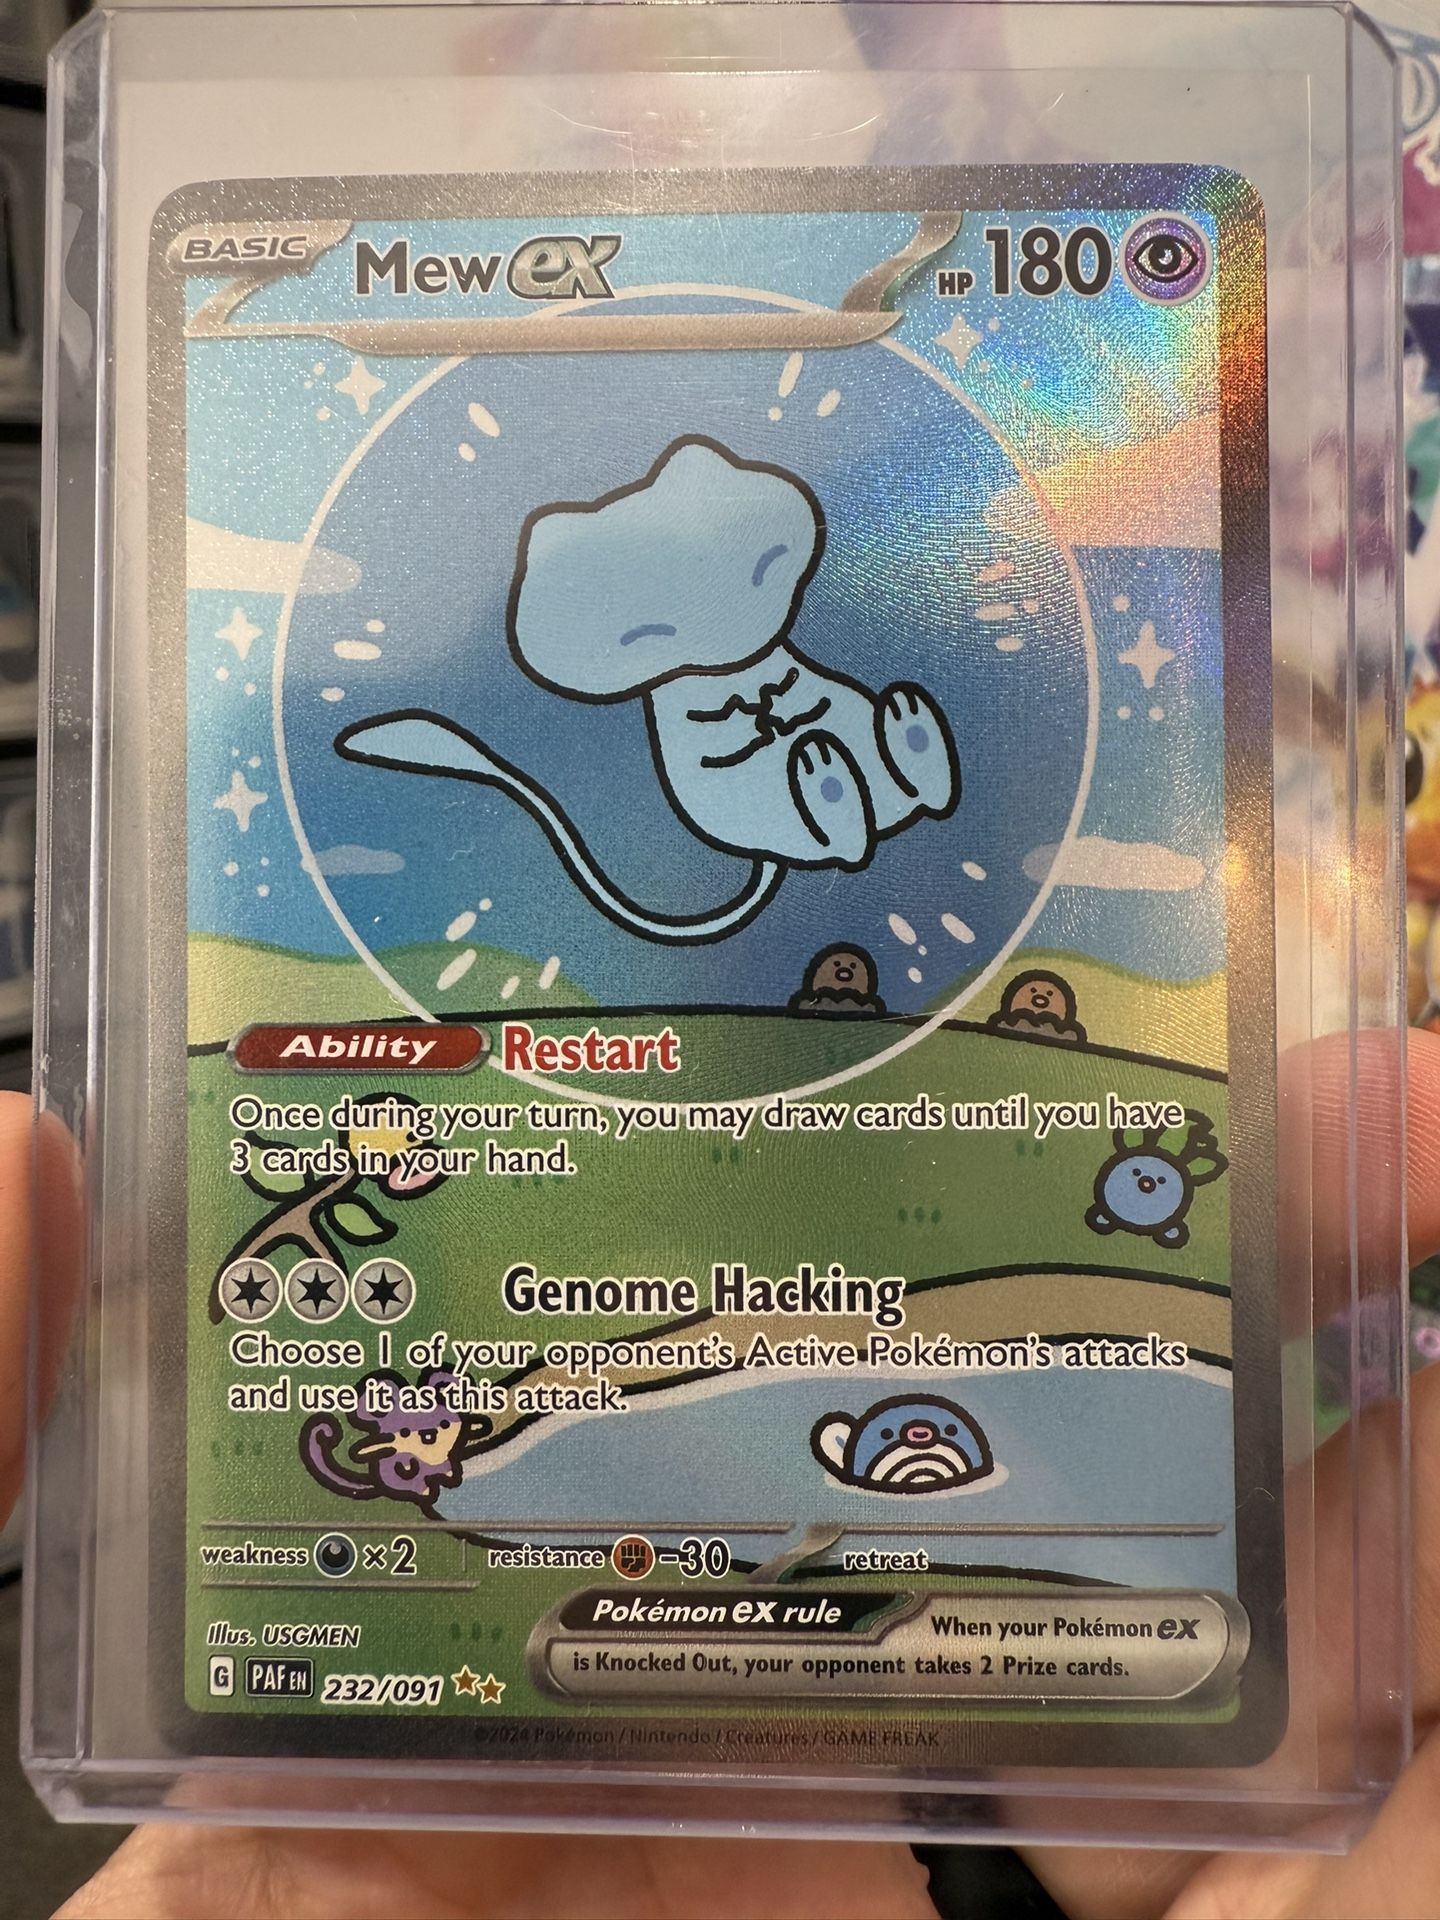 BASIC Mew ex HP 180
Ability Restart
Once during your turn, you may draw cards until you have
3 cards in your hand.
Genome Hacking
Choose 1 of your opponent's Active Pokémon's attacks
and use it as this attack.
weakness ×2 resistance -30 retreat
Pokémon ex rule
When your Pokémon ex
is Knocked Out, your opponent takes 2 Prize cards.
Illus. USGMEN
G PAF EN 232/091
©2024 Pokémon / Nintendo / Creatures / GAME FREAK